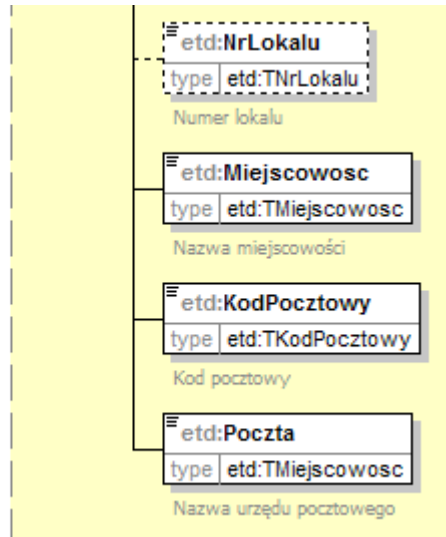 etd:NrLokalu
type etd:TNrLokalu
Numer lokalu
etd:Miejscowosc
type etd:TMiejscowosc
Nazwa miejscowości
etd:KodPocztowy
type etd:TKodPocztowy
Kod pocztowy
etd:Poczta
type etd:TMiejscowosc
Nazwa urzędu pocztowego